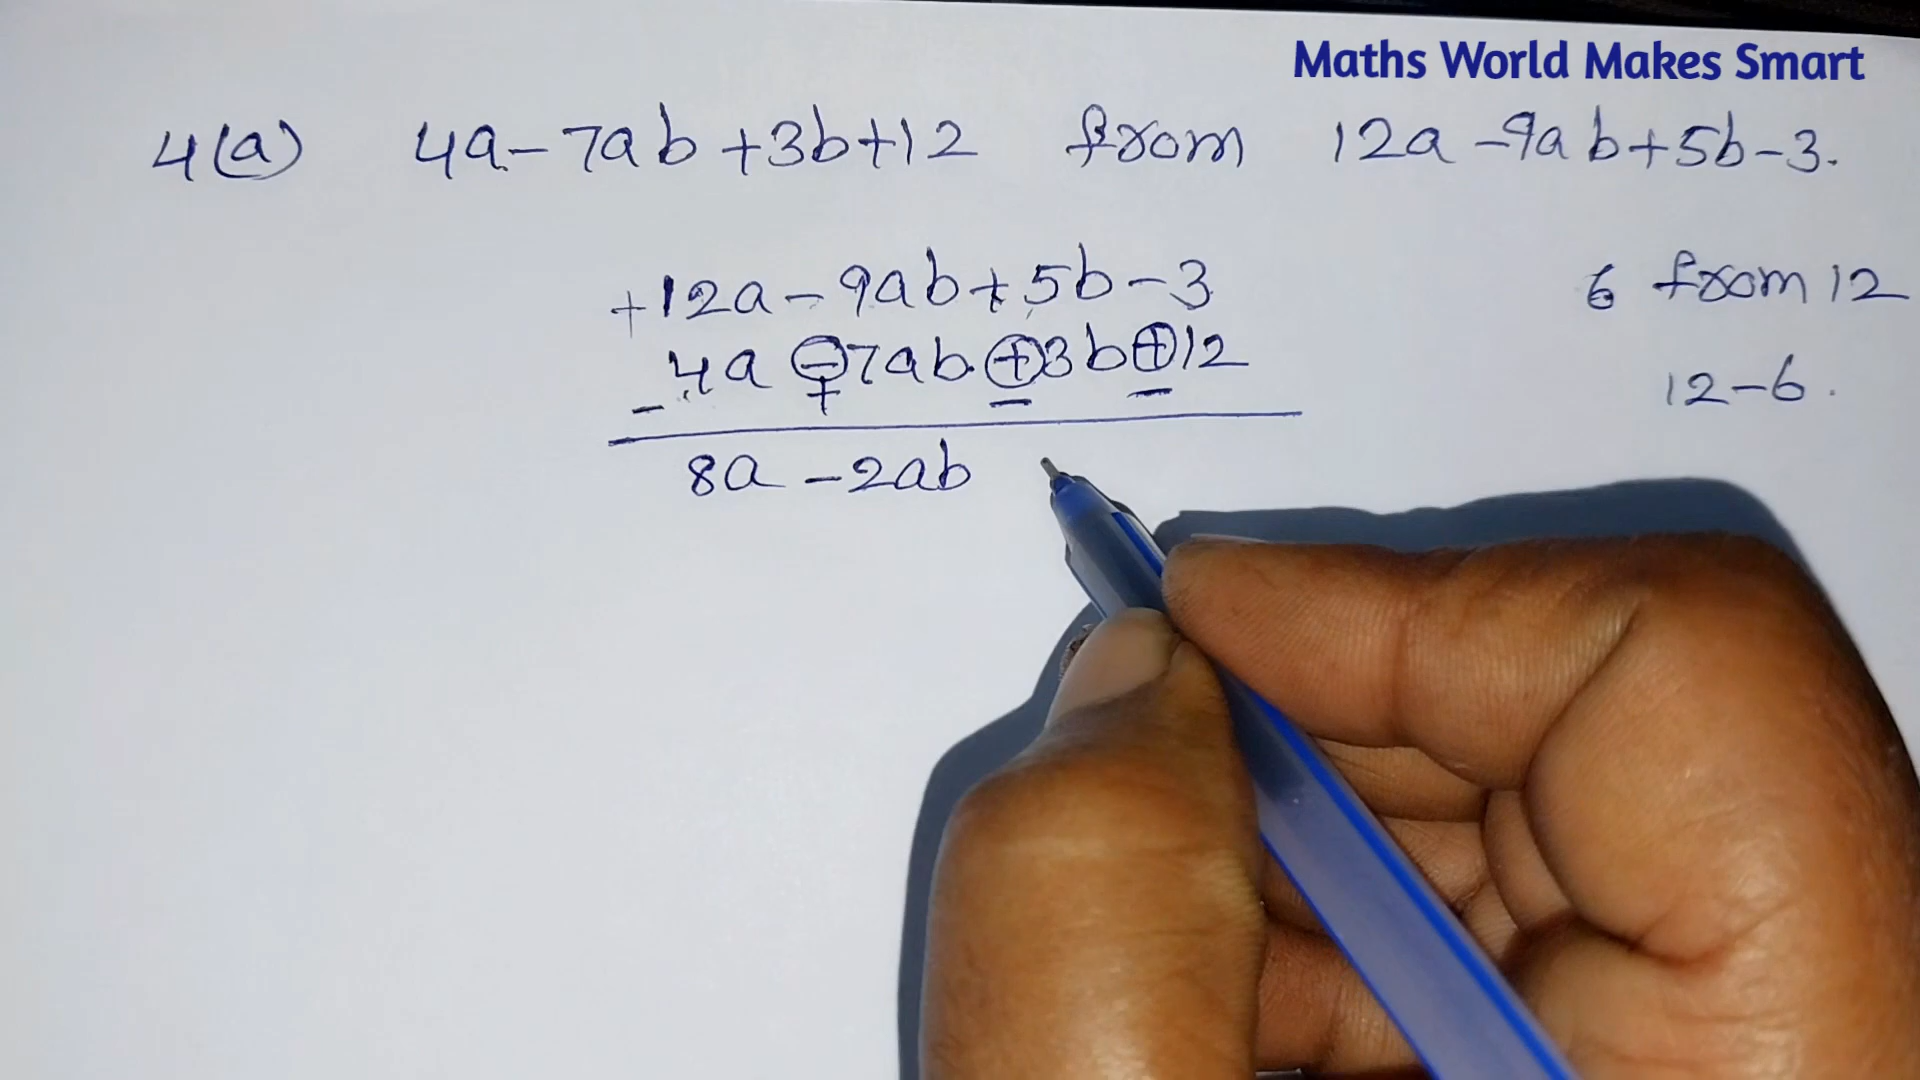 Maths World Makes Smart
4(a) 4a-7ab+3b+12 from 12a-9ab+5b-3.
+12a-9ab+5b-3
4a-7ab+3b+12
- + - -
8a-2ab
6 from 12
12-6.